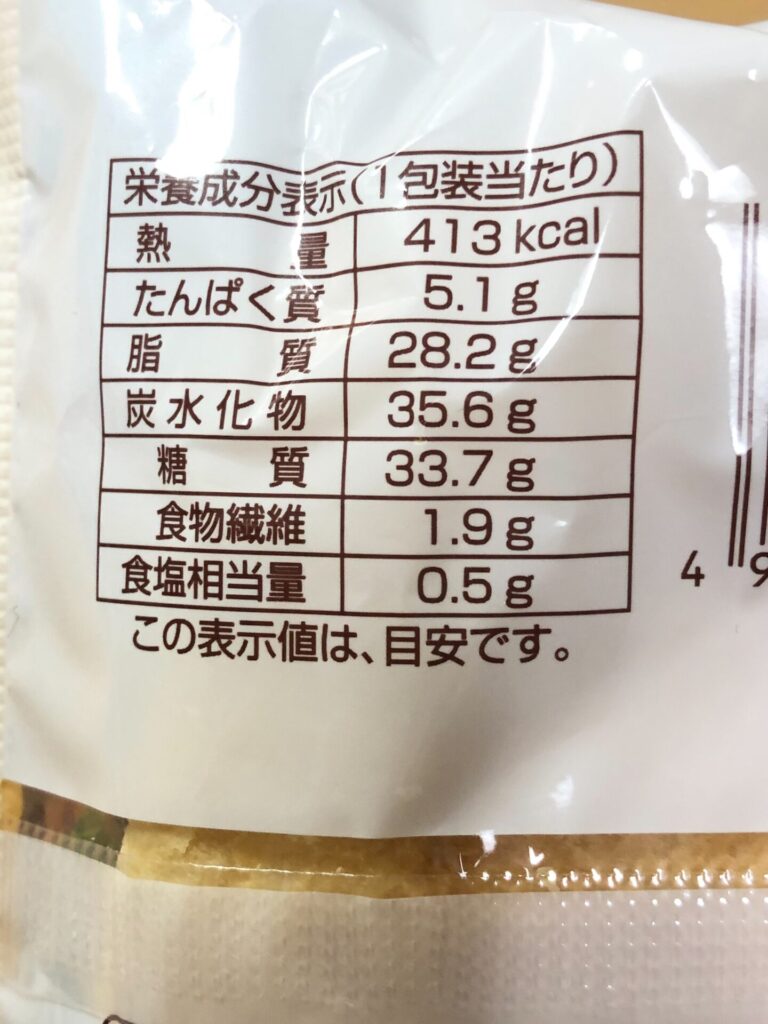 栄養成分表示(1包装当たり)
熱量 413kcal
たんぱく質 5.1g
脂質 28.2g
炭水化物 35.6g
糖質 33.7g
食物繊維 1.9g
食塩相当量 0.5g
この表示値は、目安です。
4 9